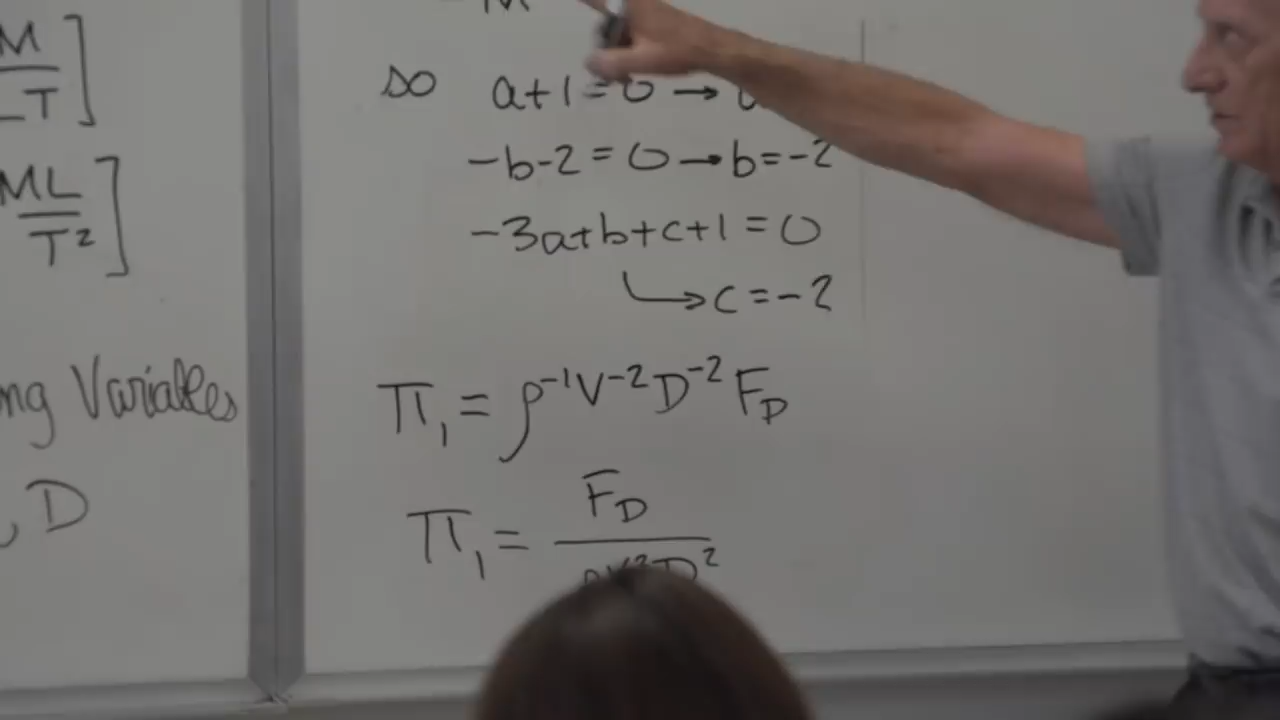 M
LT]
ML
T²]
Variables
D
M
so a+1=0→
-b-2=0→b=-2
-3a+b+c+1=0
→c=-2
π₁=ρ⁻¹V⁻²D⁻²F_D
π₁= F_D
ρV²D²